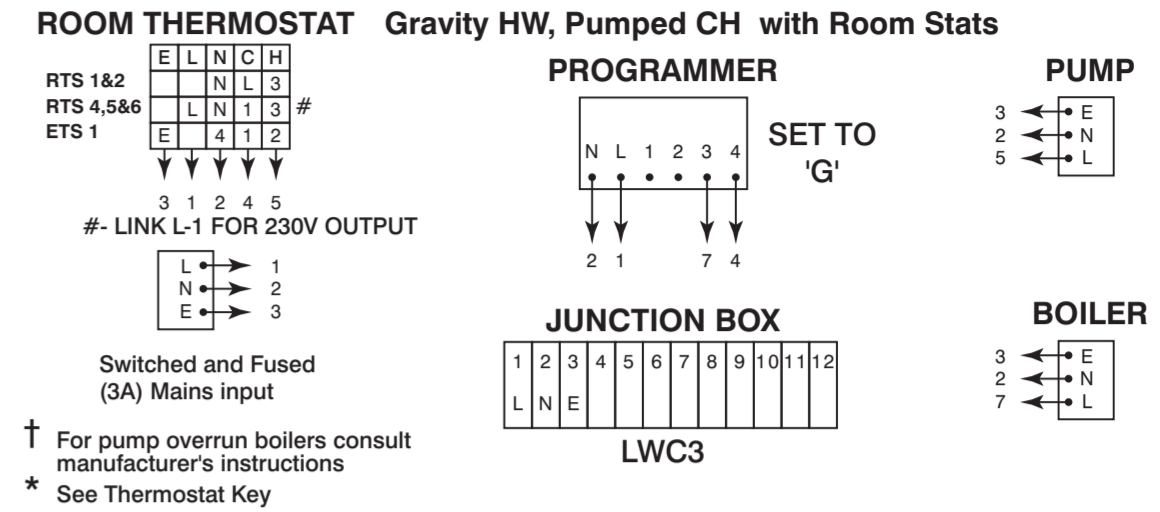 ROOM THERMOSTAT Gravity HW, Pumped CH with Room Stats
E L N C H
RTS 1&2 N L 3
RTS 4,5&6 L N 1 3 #
ETS 1 E 4 1 2
3 1 2 4 5
#- LINK L-1 FOR 230V OUTPUT
L 1
N 2
E 3
Switched and Fused
(3A) Mains input
† For pump overrun boilers consult
manufacturer's instructions
* See Thermostat Key
PROGRAMMER
N L 1 2 3 4
SET TO
'G'
2 1 7 4
JUNCTION BOX
1 2 3 4 5 6 7 8 9 10 11 12
L N E
LWC3
PUMP
3 E
2 N
5 L
BOILER
3 E
2 N
7 L